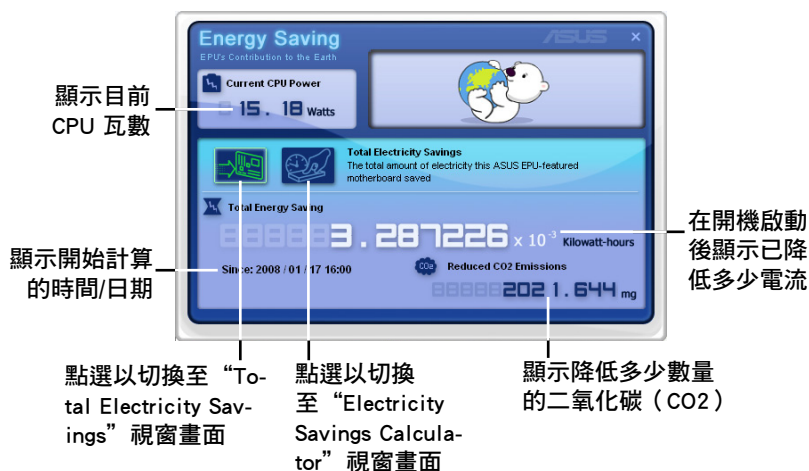 Energy Saving
ASUS
EPU's Contribution to the Earth
Current CPU Power
15.18 Watts
顯示目前
CPU 瓦數
Total Electricity Savings
The total amount of electricity this ASUS EPU-featured
motherboard saved
Total Energy Saving
3.287226 x 10⁻³ Kilowatt-hours
在開機啟動
後顯示已降
低多少電流
顯示開始計算
的時間/日期
Since: 2008 / 01 / 17 16:00
CO2
Reduced CO2 Emissions
2021.644 mg
點選以切換至“To-
tal Electricity Sav-
ings”視窗畫面
點選以切換
至“Electricity
Savings Calcula-
tor”視窗畫面
顯示降低多少數量
的二氧化碳（CO2）